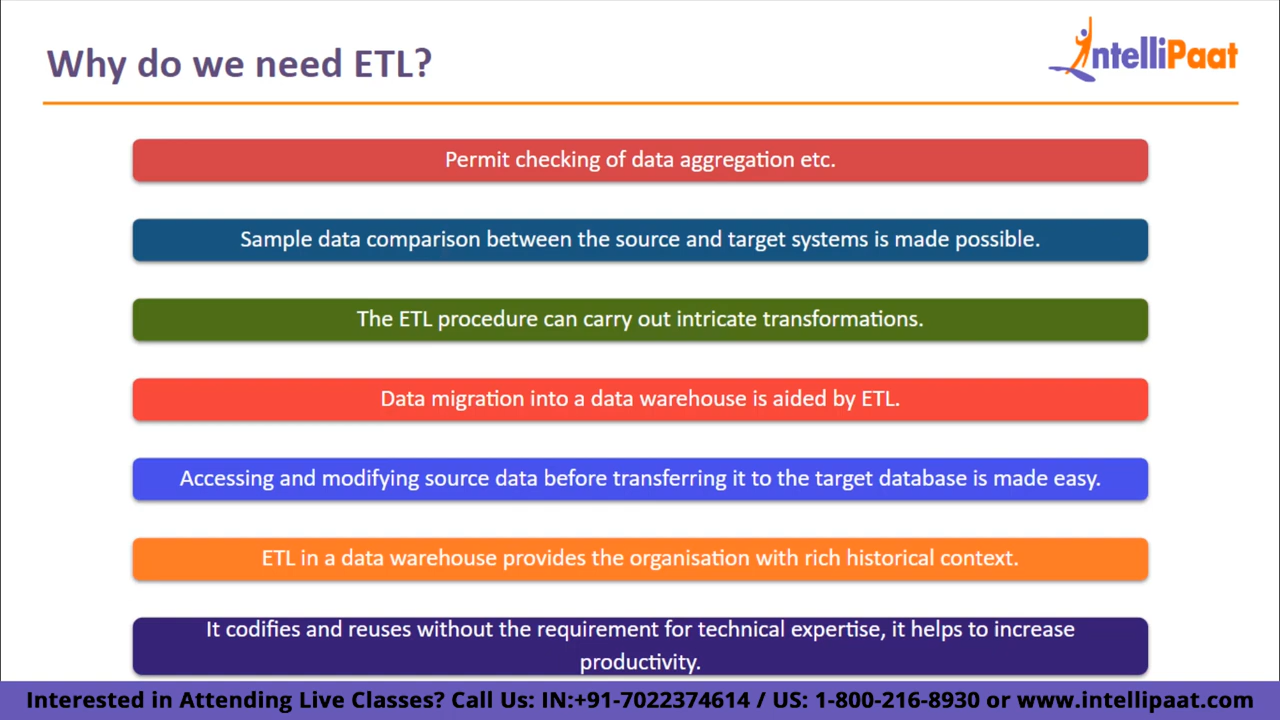 Why do we need ETL?
IntelliPaat
Permit checking of data aggregation etc.
Sample data comparison between the source and target systems is made possible.
The ETL procedure can carry out intricate transformations.
Data migration into a data warehouse is aided by ETL.
Accessing and modifying source data before transferring it to the target database is made easy.
ETL in a data warehouse provides the organisation with rich historical context.
It codifies and reuses without the requirement for technical expertise, it helps to increase
productivity.
Interested in Attending Live Classes? Call Us: IN:+91-7022374614 / US: 1-800-216-8930 or www.intellipaat.com